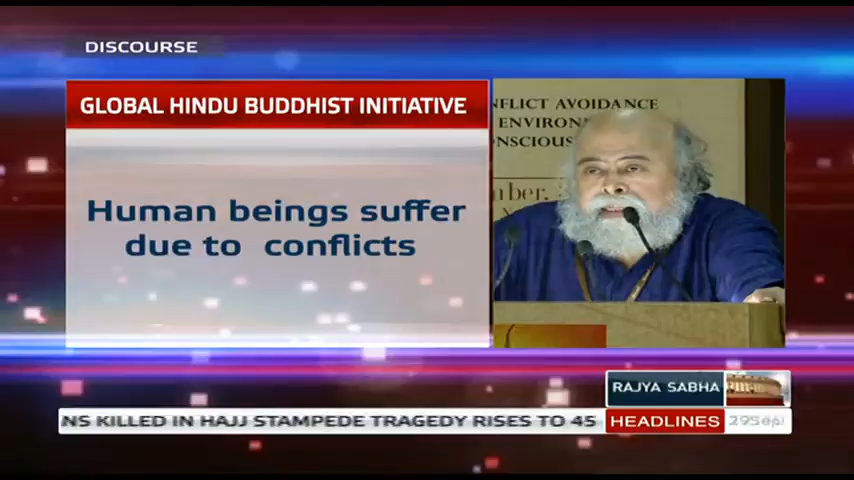 DISCOURSE
GLOBAL HINDU BUDDHIST INITIATIVE
Human beings suffer
due to conflicts
NFLICT AVOIDANCE
ENVIRON
NSCIOUS
RAJYA SABHA
NS KILLED IN HAJJ STAMPEDE TRAGEDY RISES TO 45
HEADLINES